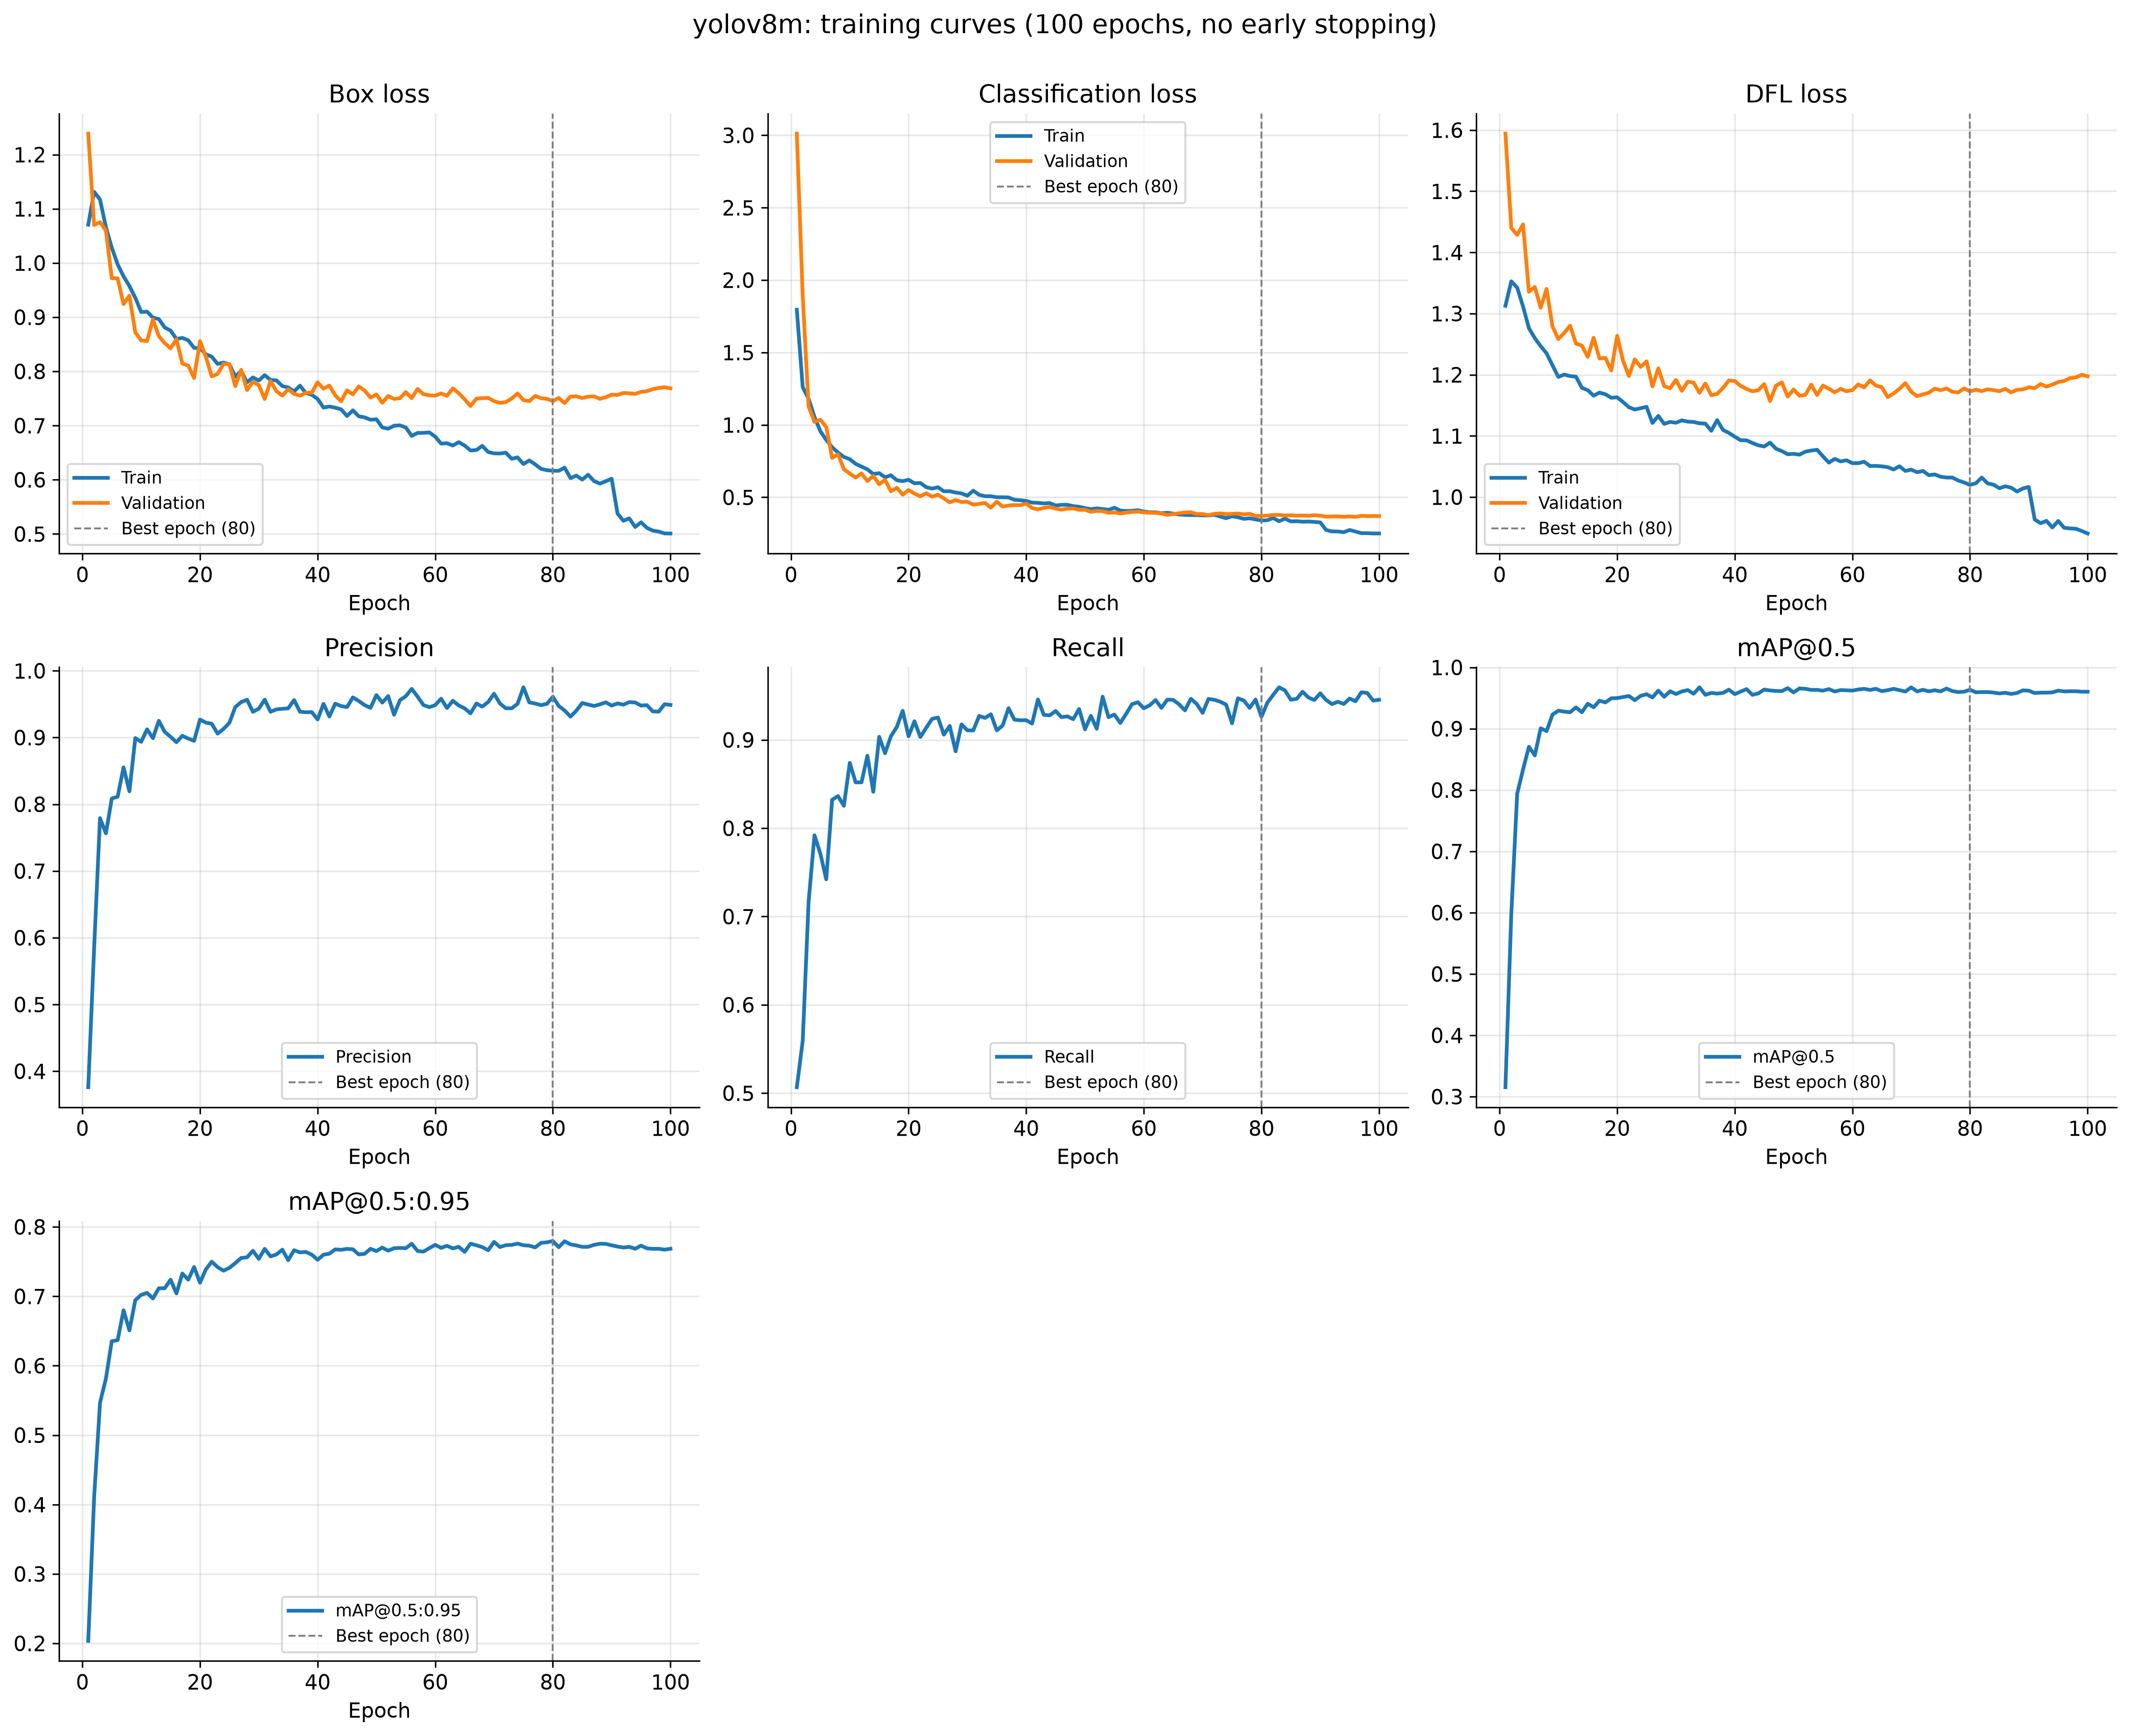 yolov8m: training curves (100 epochs, no early stopping)
Box loss
1.2
1.1
1.0
0.9
0.8
0.7
0.6
0.5
Train
Validation
Best epoch (80)
0 20 40 60 80 100
Epoch
Classification loss
3.0
2.5
2.0
1.5
1.0
0.5
Train
Validation
Best epoch (80)
0 20 40 60 80 100
Epoch
DFL loss
1.6
1.5
1.4
1.3
1.2
1.1
1.0
Train
Validation
Best epoch (80)
0 20 40 60 80 100
Epoch
Precision
1.0
0.9
0.8
0.7
0.6
0.5
0.4
Precision
Best epoch (80)
0 20 40 60 80 100
Epoch
Recall
0.9
0.8
0.7
0.6
0.5
Recall
Best epoch (80)
0 20 40 60 80 100
Epoch
mAP@0.5
1.0
0.9
0.8
0.7
0.6
0.5
0.4
0.3
mAP@0.5
Best epoch (80)
0 20 40 60 80 100
Epoch
mAP@0.5:0.95
0.8
0.7
0.6
0.5
0.4
0.3
0.2
mAP@0.5:0.95
Best epoch (80)
0 20 40 60 80 100
Epoch